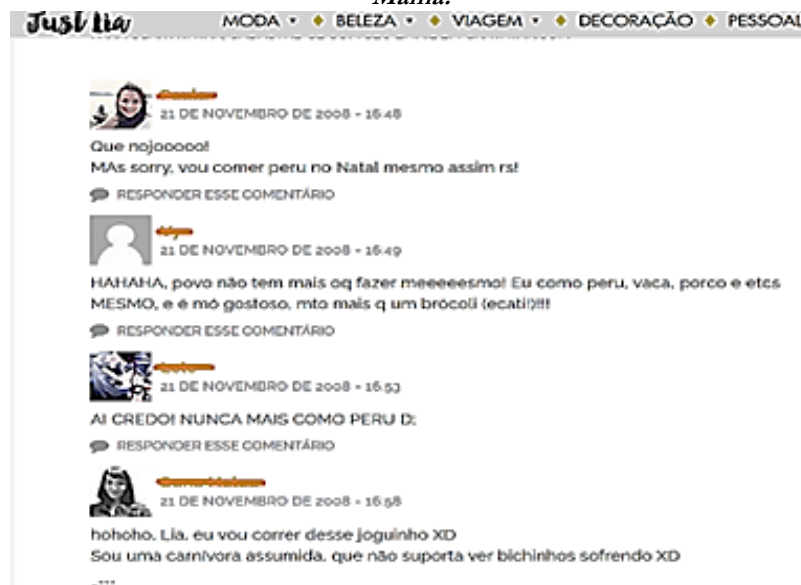 Mamma.
Just Lia
MODA BELEZA VIAGEM DECORAÇÃO PESSOAL
21 DE NOVEMBRO DE 2008 - 16:48
Que nojooooo!
MAs sorry, vou comer peru no Natal mesmo assim rs!
RESPONDER ESSE COMENTÁRIO
21 DE NOVEMBRO DE 2008 - 16:49
HAHAHA, povo não tem mais oq fazer meeeeesmo! Eu como peru, vaca, porco e etcs
MESMO, e é mó gostoso, mto mais q um brócoli (ecati!)!!!
RESPONDER ESSE COMENTÁRIO
21 DE NOVEMBRO DE 2008 - 16:53
AI CREDO! NUNCA MAIS COMO PERU D:
RESPONDER ESSE COMENTÁRIO
21 DE NOVEMBRO DE 2008 - 16:58
hohoho, Lia, eu vou correr desse joguinho XD
Sou uma carnívora assumida, que não suporta ver bichinhos sofrendo XD